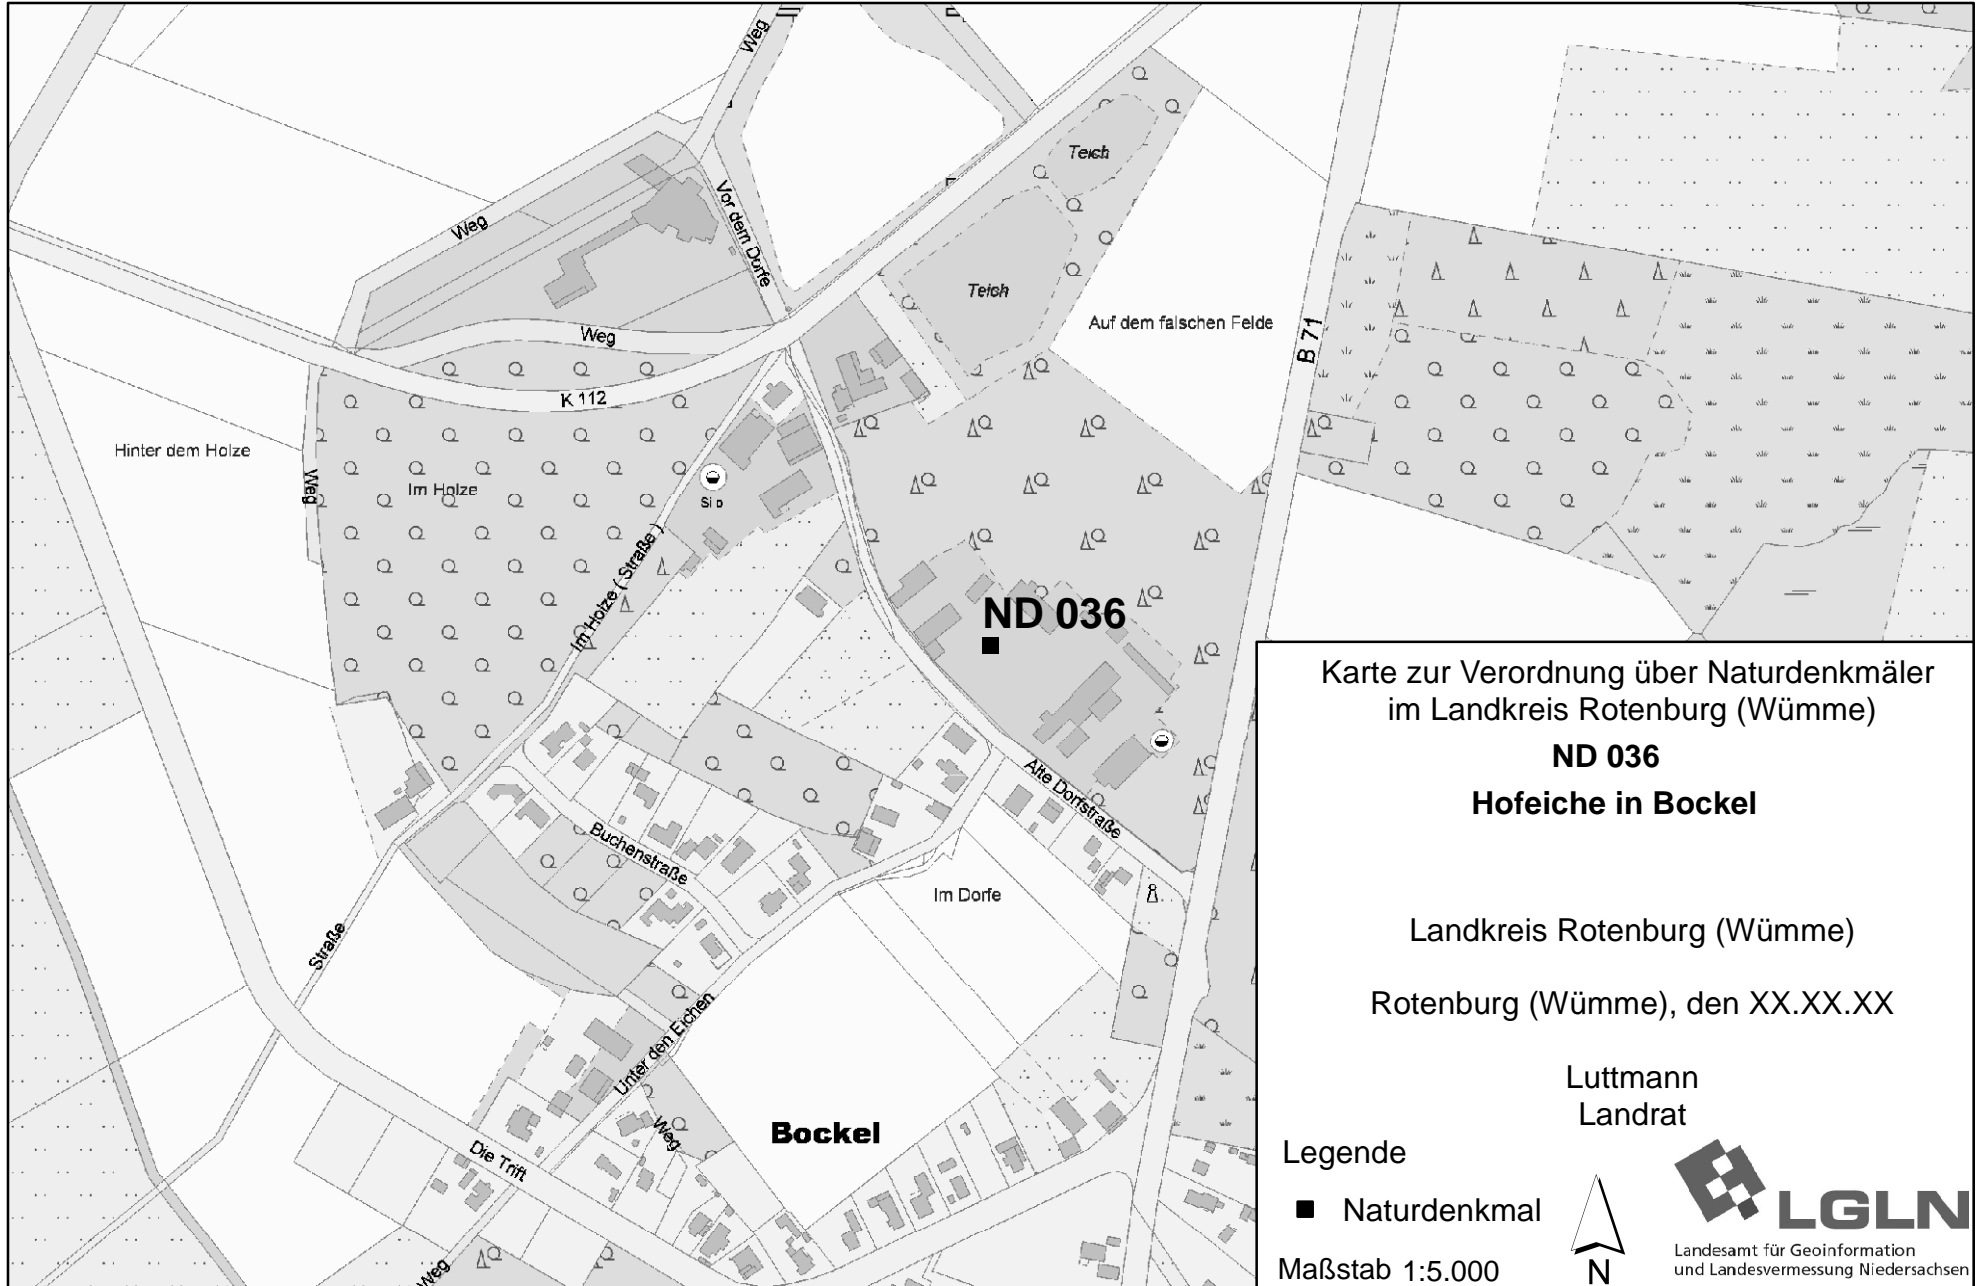 Weg
Teich
Weg
Vor dem Dorfe
Teich
Auf dem falschen Felde
B 71
Weg
K 112
Hinter dem Holze
Weg
Im Holze
Im Holze ( Straße )
ND 036
Alte Dorfstraße
Buchenstraße
Im Dorfe
Straße
Unter den Eichen
Weg
Bockel
Die Trift
Weg
Karte zur Verordnung über Naturdenkmäler
im Landkreis Rotenburg (Wümme)
ND 036
Hofeiche in Bockel
Landkreis Rotenburg (Wümme)
Rotenburg (Wümme), den XX.XX.XX
Luttmann
Landrat
Legende
Naturdenkmal
Maßstab 1:5.000
N
LGLN
Landesamt für Geoinformation
und Landesvermessung Niedersachsen